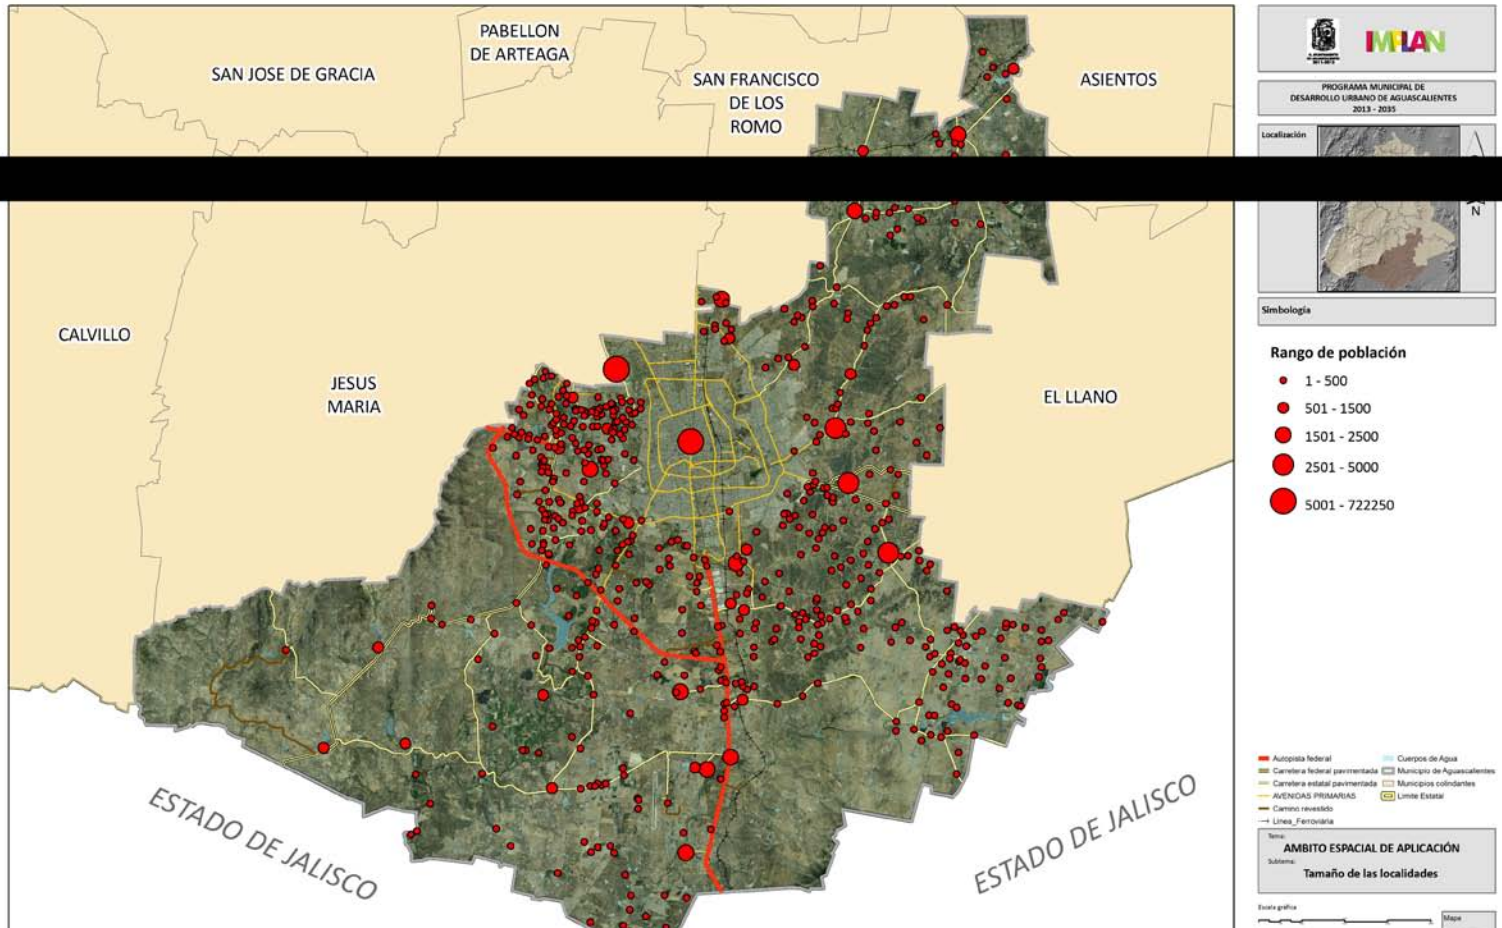 PABELLON
DE ARTEAGA
SAN JOSE DE GRACIA
SAN FRANCISCO
DE LOS
ROMO
ASIENTOS
CALVILLO
JESUS
MARIA
EL LLANO
ESTADO DE JALISCO
ESTADO DE JALISCO
IMPLAN
PROGRAMA MUNICIPAL DE
DESARROLLO URBANO DE AGUASCALIENTES
2013 - 2035
Localización
N
Simbología
Rango de población
1 - 500
501 - 1500
1501 - 2500
2501 - 5000
5001 - 722250
Autopista federal
Carretera federal pavimentada
Carretera estatal pavimentada
AVENIDAS PRIMARIAS
Camino revestido
Linea_Ferroviaria
Cuerpos de Agua
Municipio de Aguascalientes
Municipios colindantes
Limite Estatal
Tema:
AMBITO ESPACIAL DE APLICACIÓN
Subtema:
Tamaño de las localidades
Escala gráfica
Mapa